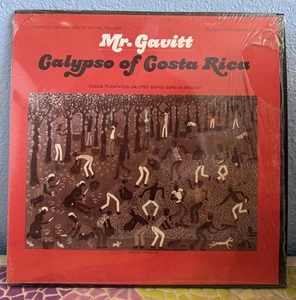 Mr. Gavitt
Calypso of Costa Rica
COCOA PLANTATION CALYPSO SONGS SUNG IN ENGLISH